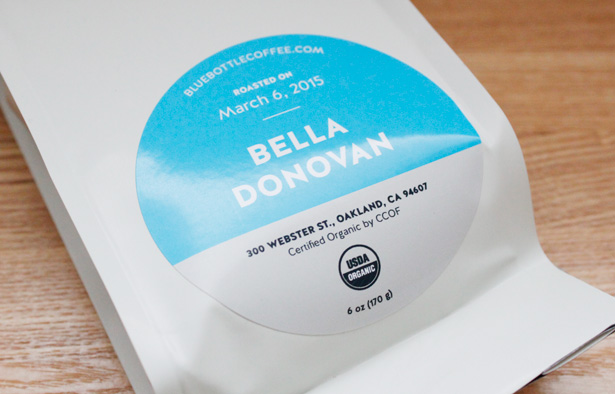 BLUEBOTTLECOFFEE.COM
ROASTED ON
March 6, 2015
BELLA
DONOVAN
300 WEBSTER ST., OAKLAND, CA 94607
Certified Organic by CCOF
USDA
ORGANIC
6 oz (170 g)